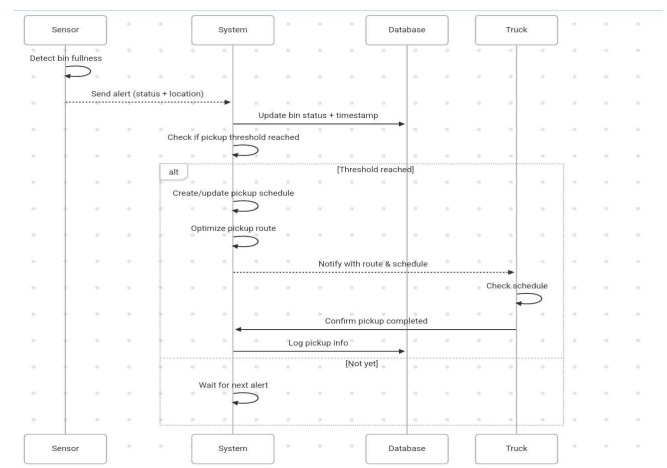 Sensor System Database Truck
Detect bin fullness
Send alert (status + location)
Update bin status + timestamp
Check if pickup threshold reached
alt [Threshold reached]
Create/update pickup schedule
Optimize pickup route
Notify with route & schedule
Check schedule
Confirm pickup completed
Log pickup info
[Not yet]
Wait for next alert
Sensor System Database Truck